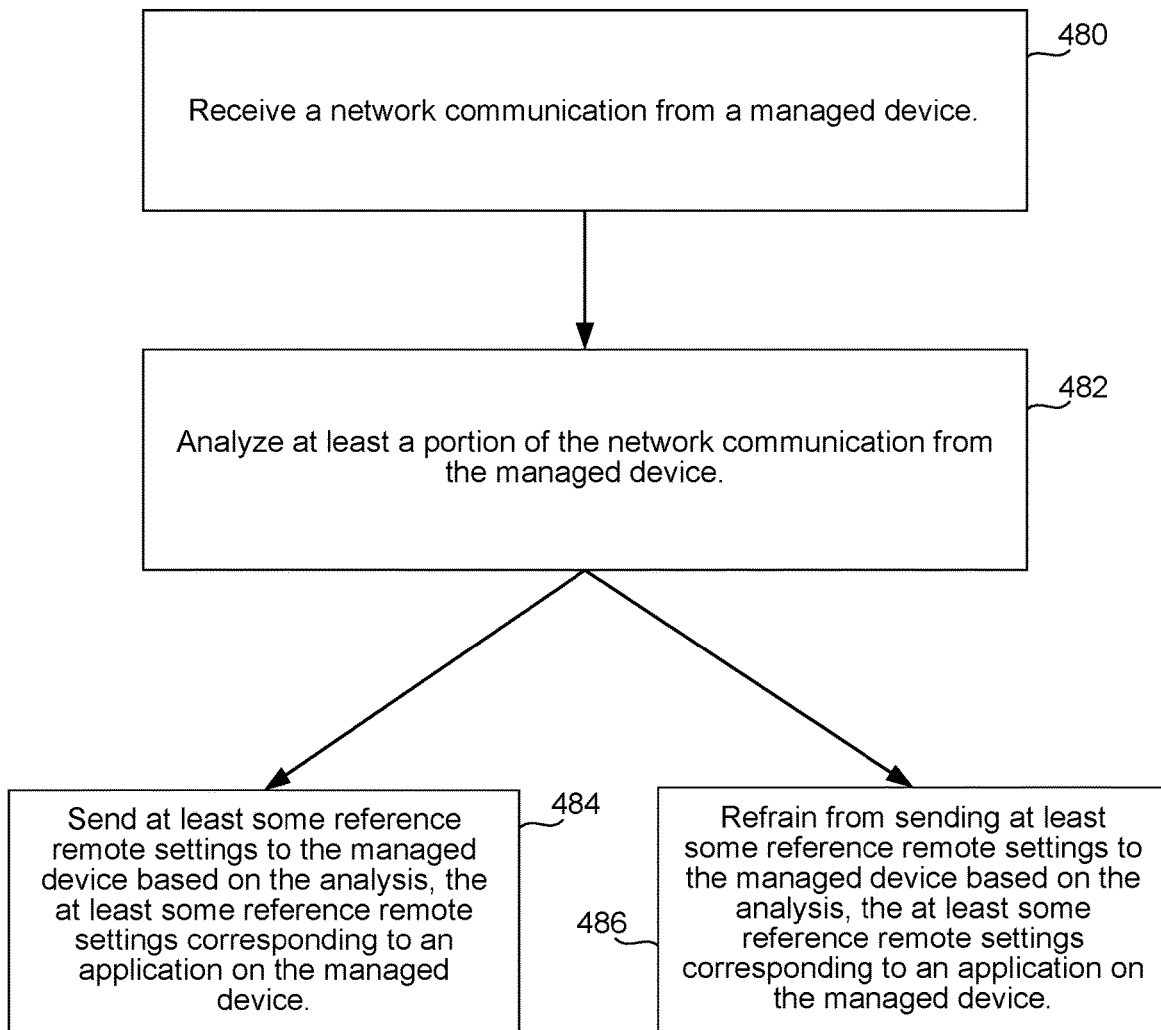 480
Receive a network communication from a managed device.
482
Analyze at least a portion of the network communication from
the managed device.
484
Send at least some reference
remote settings to the managed
device based on the analysis, the
at least some reference remote
settings corresponding to an
application on the managed
device.
486
Refrain from sending at least
some reference remote settings to
the managed device based on the
analysis, the at least some
reference remote settings
corresponding to an application on
the managed device.